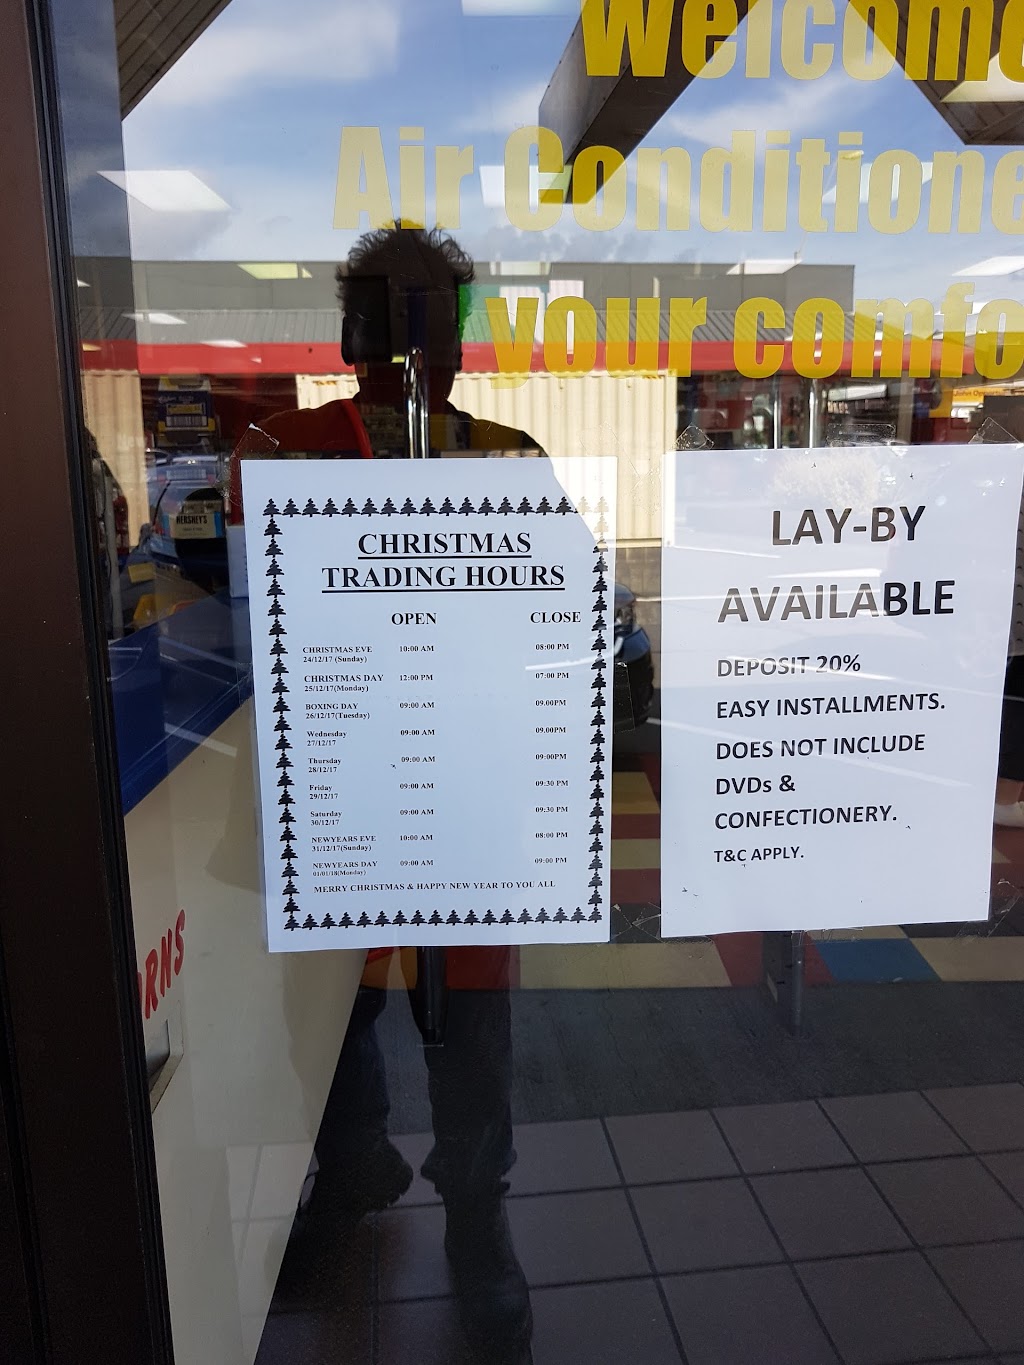 Welcome
Air Conditione
your comfo
HERSHEY'S
CHRISTMAS
TRADING HOURS
OPEN CLOSE
CHRISTMAS EVE 10:00 AM 08:00 PM
24/12/17 (Sunday)
CHRISTMAS DAY 12:00 PM 07:00 PM
25/12/17(Monday)
BOXING DAY 09:00 AM 09.00PM
26/12/17(Tuesday)
Wednesday 09:00 AM 09.00PM
27/12/17
Thursday 09:00 AM 09:00PM
28/12/17
Friday 09:00 AM 09:30 PM
29/12/17
Saturday 09:00 AM 09:30 PM
30/12/17
NEWYEARS EVE 10:00 AM 08:00 PM
31/12/17(Sunday)
NEWYEARS DAY 09:00 AM 09:00 PM
01/01/18(Monday)
MERRY CHRISTMAS & HAPPY NEW YEAR TO YOU ALL
LAY-BY
AVAILABLE
DEPOSIT 20%
EASY INSTALLMENTS.
DOES NOT INCLUDE
DVDs &
CONFECTIONERY.
T&C APPLY.
ORNS